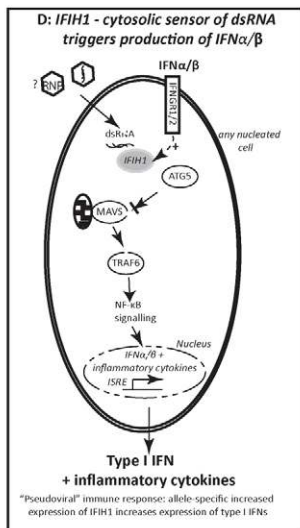 D: IFIH1 - cytosolic sensor of dsRNA
triggers production of IFNα/β
IFNα/β
? RNP
IFNGR1/2
dsRNA
+
any nucleated
cell
IFIH1
ATG5
MAVS
TRAF6
NF-κB
signalling
Nucleus
IFNα/β +
inflammatory cytokines
ISRE
Type I IFN
+ inflammatory cytokines
"Pseudoviral" immune response: allele-specific increased
expression of IFIH1 increases expression of type I IFNs